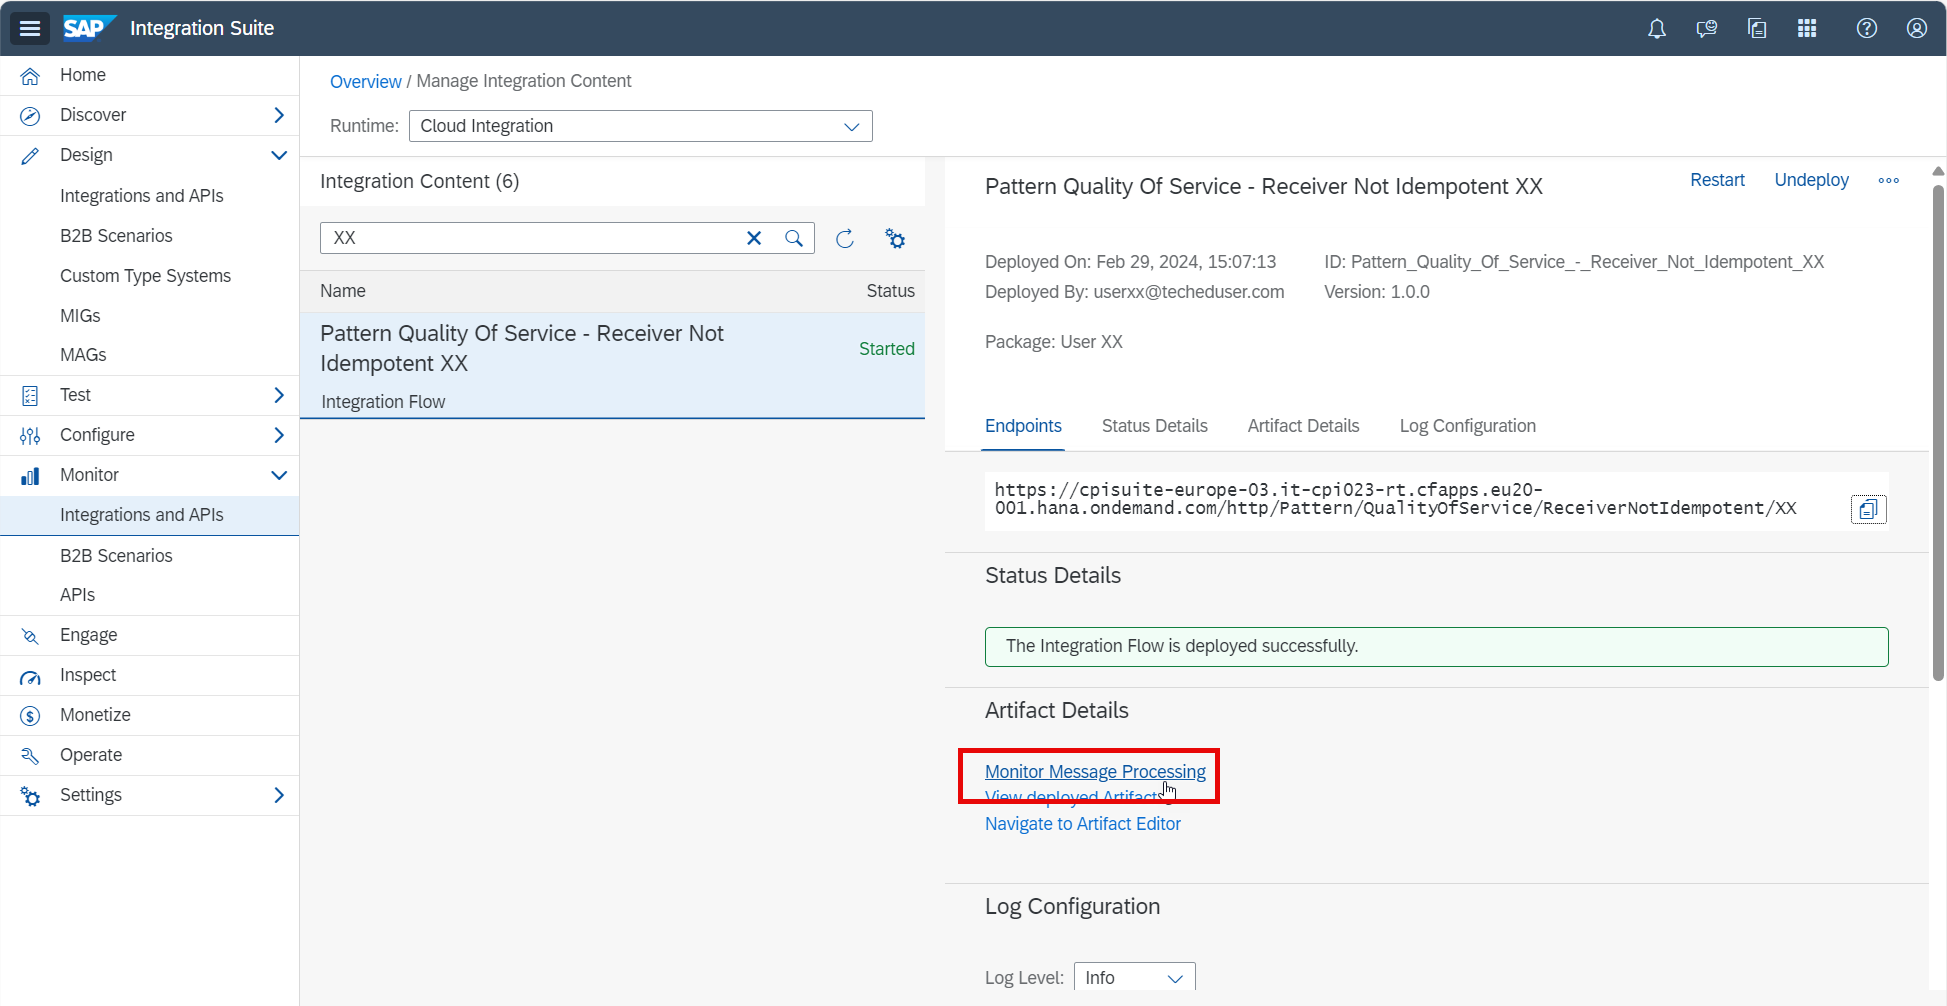 SAP Integration Suite
Home
Discover
Design
Integrations and APIs
B2B Scenarios
Custom Type Systems
MIGs
MAGs
Test
Configure
Monitor
Integrations and APIs
B2B Scenarios
APIs
Engage
Inspect
Monetize
Operate
Settings
Overview / Manage Integration Content
Runtime: Cloud Integration
Integration Content (6)
XX
Name Status
Pattern Quality Of Service - Receiver Not
Idempotent XX
Started
Integration Flow
Pattern Quality Of Service - Receiver Not Idempotent XX
Restart Undeploy
Deployed On: Feb 29, 2024, 15:07:13 ID: Pattern_Quality_Of_Service_-_Receiver_Not_Idempotent_XX
Deployed By: userxx@techeduser.com Version: 1.0.0
Package: User XX
Endpoints Status Details Artifact Details Log Configuration
https://cpisuite-europe-03.it-cpi023-rt.cfapps.eu20-
001.hana.ondemand.com/http/Pattern/QualityOfService/ReceiverNotIdempotent/XX
Status Details
The Integration Flow is deployed successfully.
Artifact Details
Monitor Message Processing
View deployed Artifact
Navigate to Artifact Editor
Log Configuration
Log Level: Info